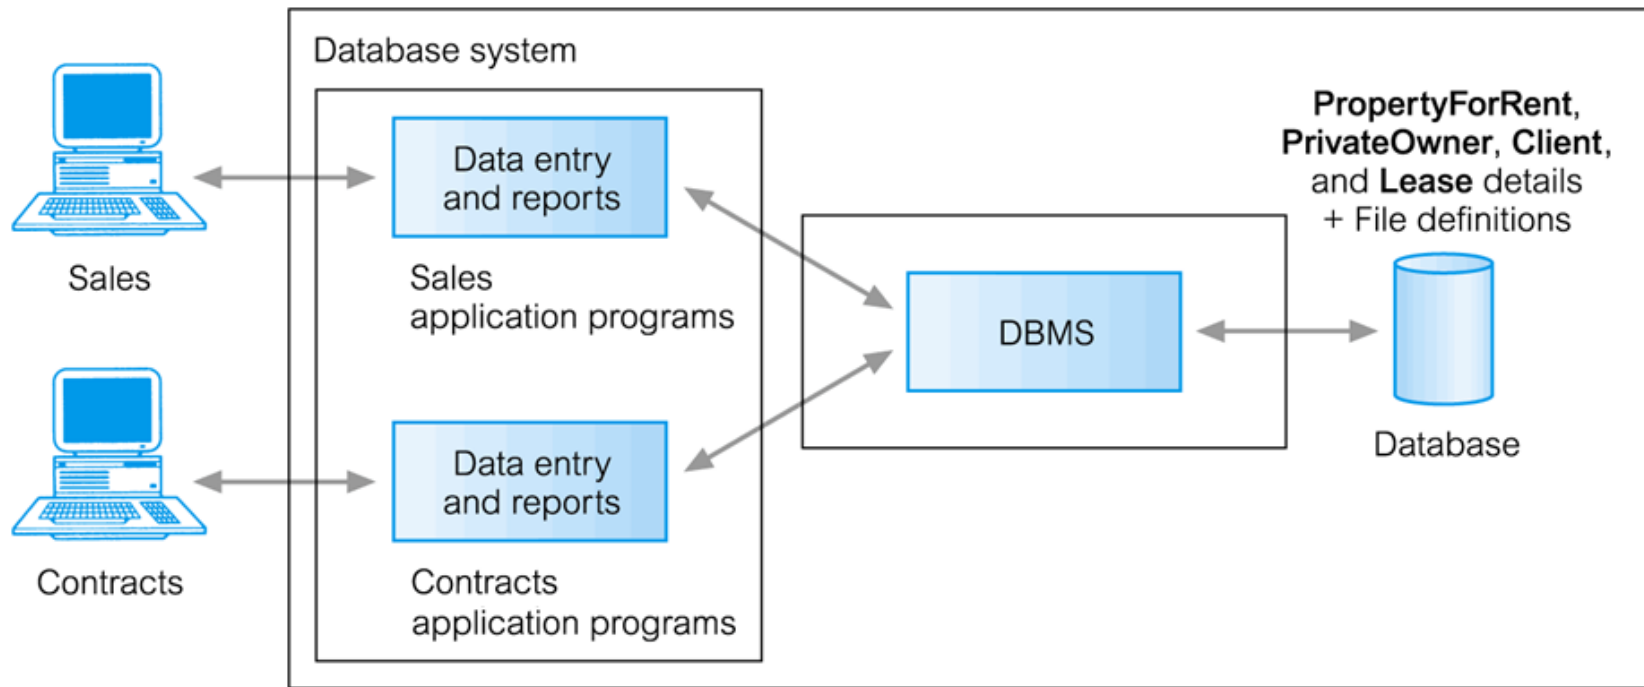 Database system
Sales
Data entry
and reports
Sales
application programs
Contracts
Data entry
and reports
Contracts
application programs
DBMS
PropertyForRent,
PrivateOwner, Client,
and Lease details
+ File definitions
Database